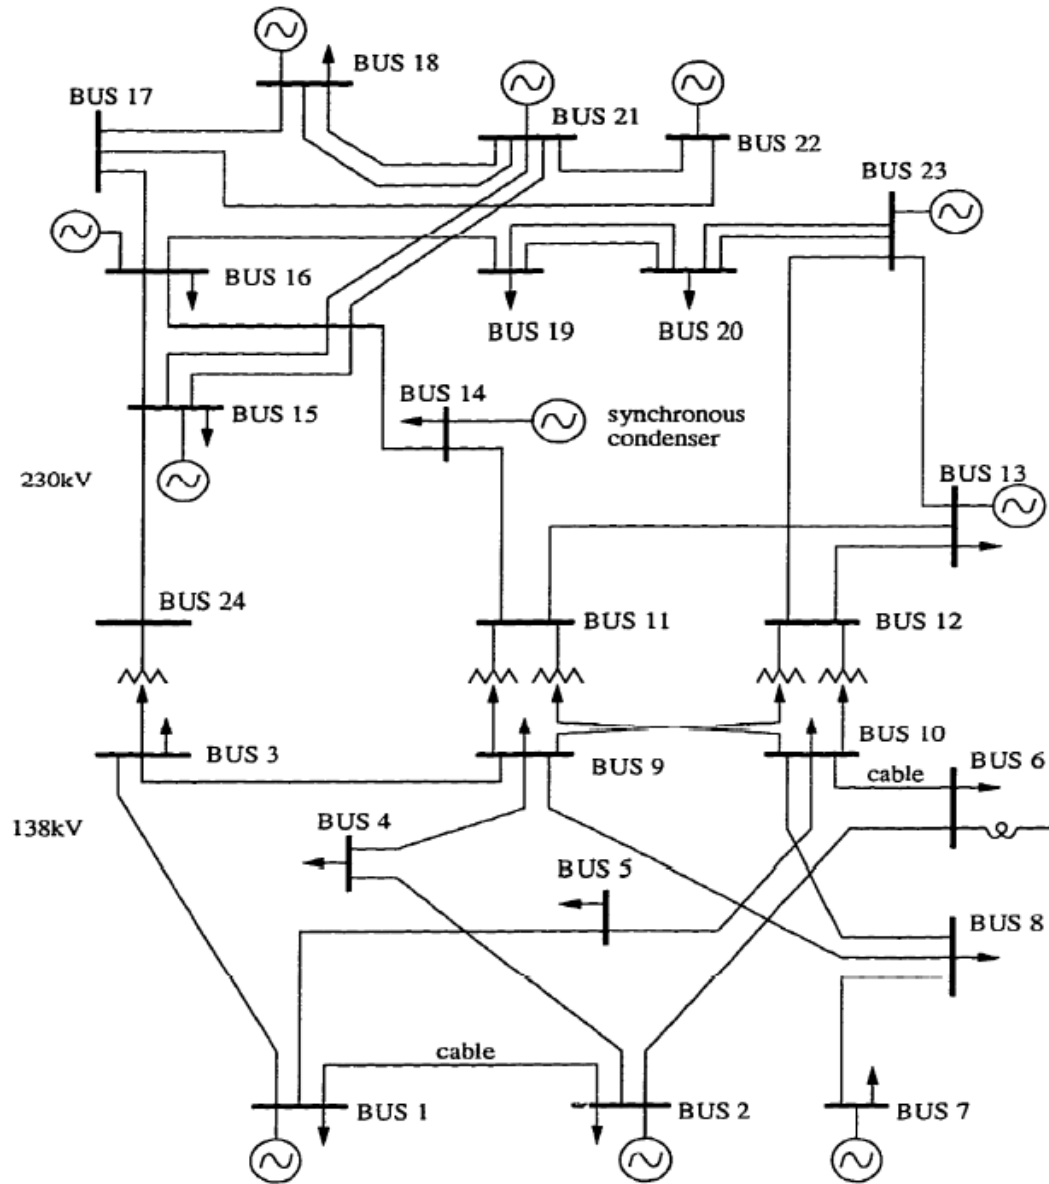 BUS 18
BUS 17
BUS 21
BUS 22
BUS 23
BUS 16
BUS 19
BUS 20
BUS 14
BUS 15
synchronous
condenser
230kV
BUS 13
BUS 24
BUS 11
BUS 12
BUS 3
BUS 9
BUS 10
BUS 6
cable
138kV
BUS 4
BUS 5
BUS 8
cable
BUS 1
BUS 2
BUS 7